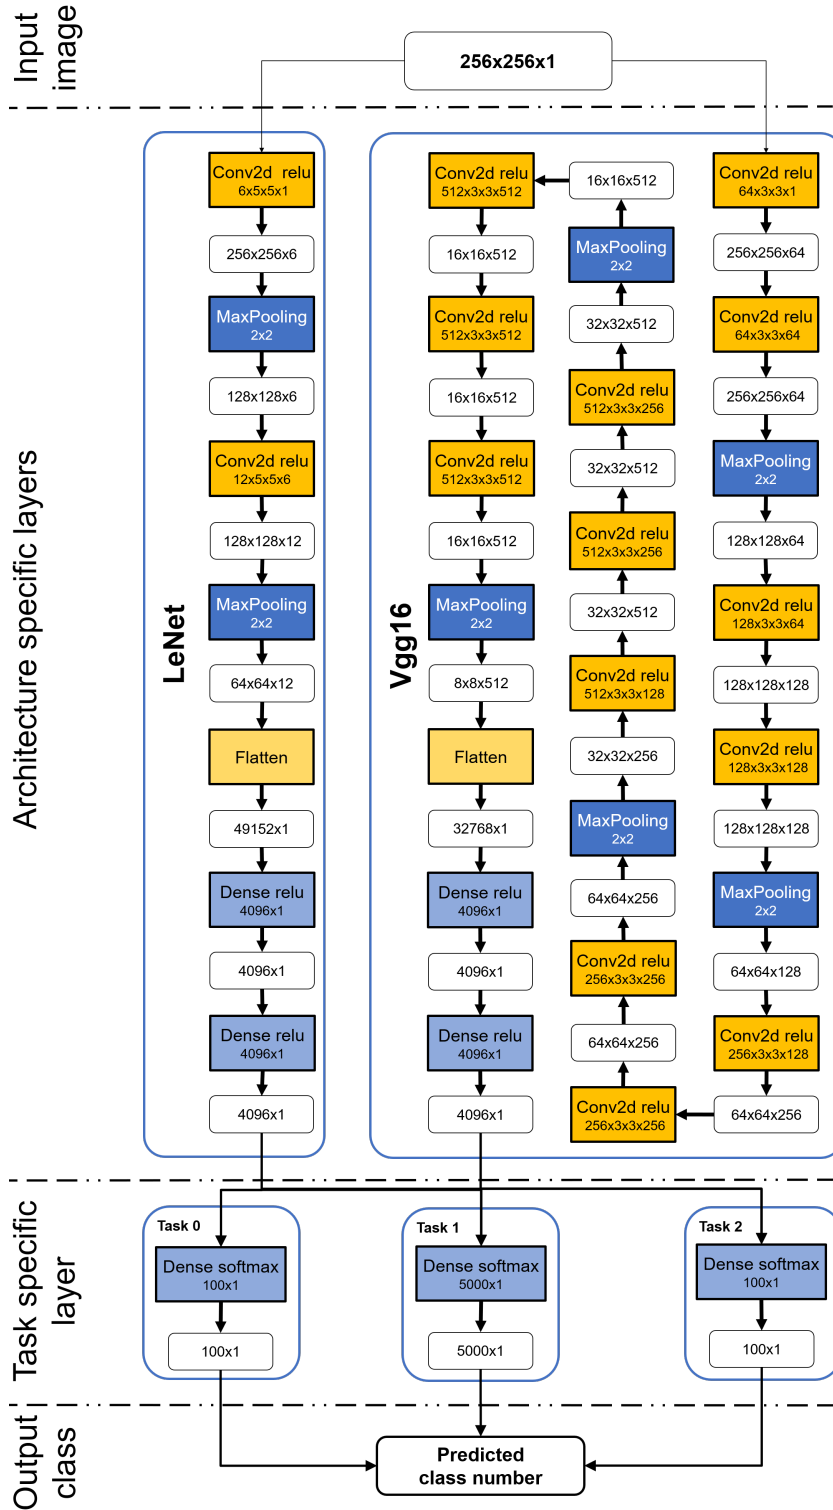 Input
image
256x256x1
Architecture specific layers
LeNet
Conv2d relu
6x5x5x1
256x256x6
MaxPooling
2x2
128x128x6
Conv2d relu
12x5x5x6
128x128x12
MaxPooling
2x2
64x64x12
Flatten
49152x1
Dense relu
4096x1
4096x1
Dense relu
4096x1
4096x1
Vgg16
Conv2d relu
64x3x3x1
256x256x64
Conv2d relu
64x3x3x64
256x256x64
MaxPooling
2x2
128x128x64
Conv2d relu
128x3x3x64
128x128x128
Conv2d relu
128x3x3x128
128x128x128
MaxPooling
2x2
64x64x128
Conv2d relu
256x3x3x128
64x64x256
Conv2d relu
256x3x3x256
64x64x256
Conv2d relu
256x3x3x256
64x64x256
MaxPooling
2x2
32x32x256
Conv2d relu
512x3x3x128
32x32x512
Conv2d relu
512x3x3x256
32x32x512
Conv2d relu
512x3x3x256
32x32x512
MaxPooling
2x2
16x16x512
Conv2d relu
512x3x3x512
16x16x512
Conv2d relu
512x3x3x512
16x16x512
Conv2d relu
512x3x3x512
16x16x512
MaxPooling
2x2
8x8x512
Flatten
32768x1
Dense relu
4096x1
4096x1
Dense relu
4096x1
4096x1
Task specific
layer
Task 0
Dense softmax
100x1
100x1
Task 1
Dense softmax
5000x1
5000x1
Task 2
Dense softmax
100x1
100x1
Output
class
Predicted
class number